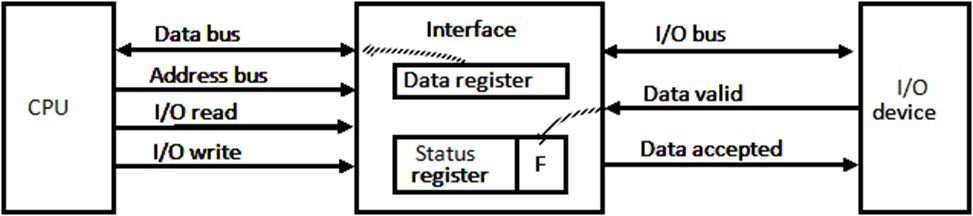 CPU
Data bus
Address bus
I/O read
I/O write
Interface
Data register
Status
register
F
I/O bus
Data valid
Data accepted
I/O
device